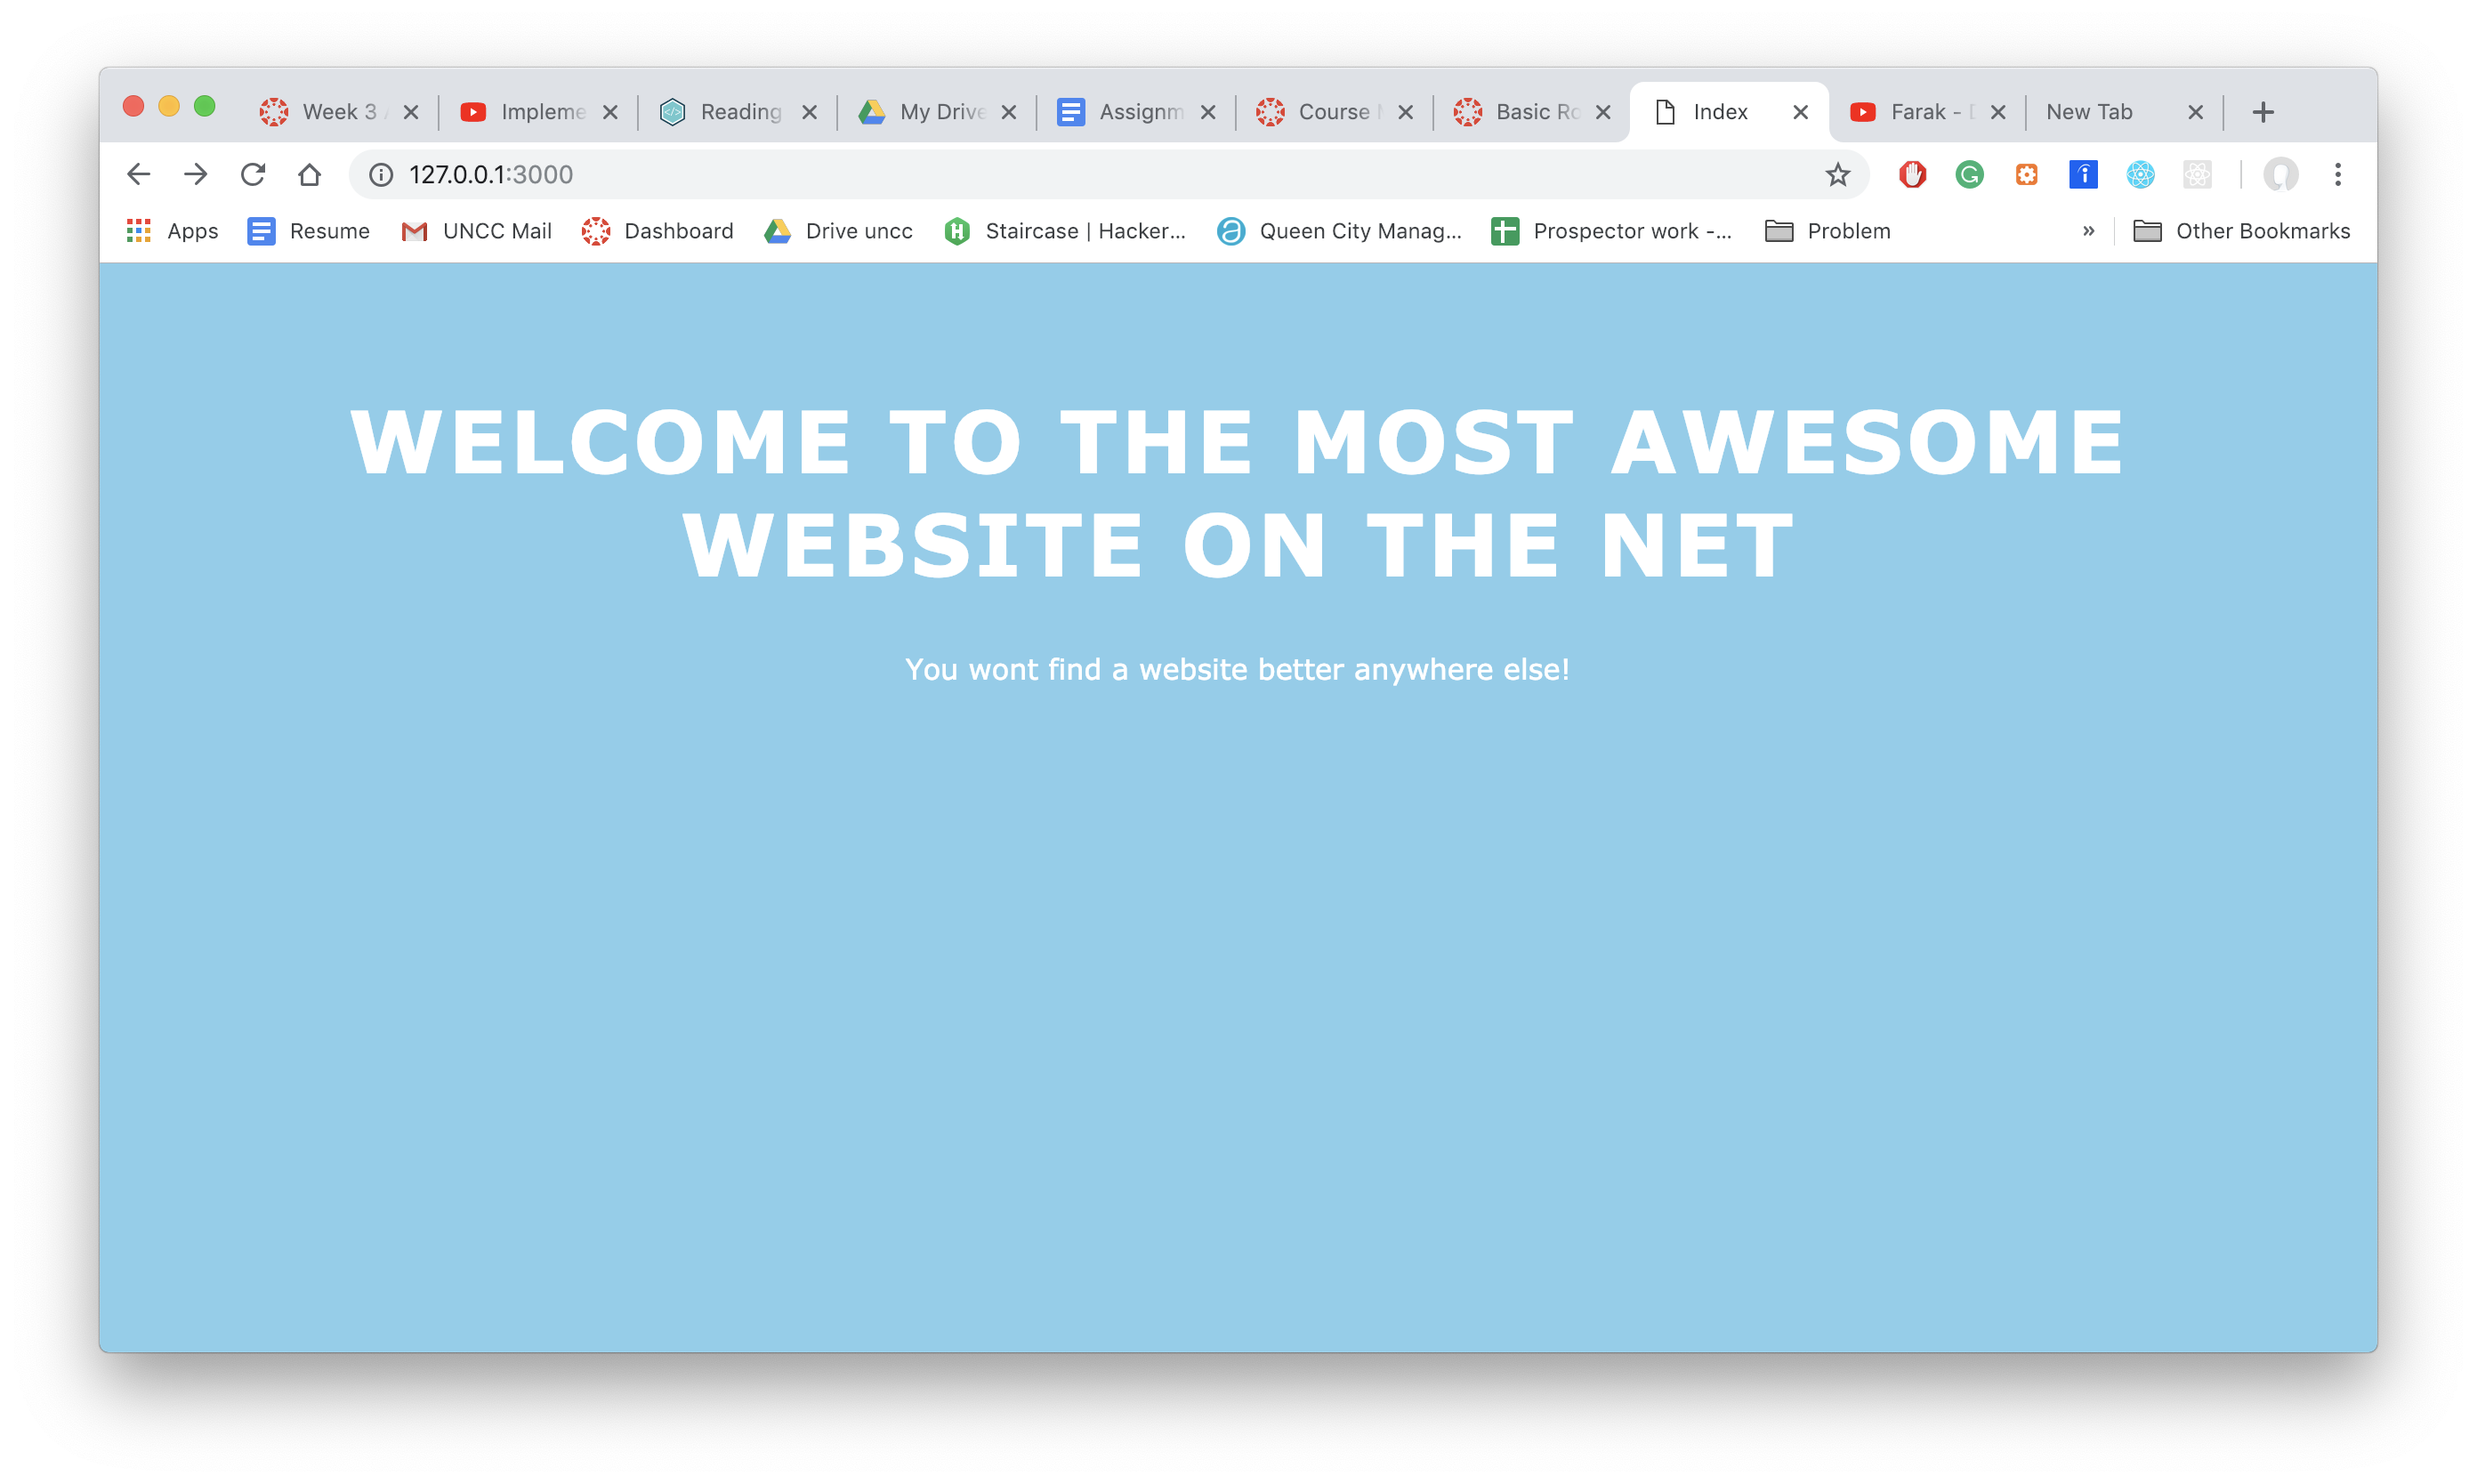 Week 3 Impleme Reading My Drive Assignm Course Basic Ro Index Farak - New Tab
127.0.0.1:3000
Apps Resume UNCC Mail Dashboard Drive uncc Staircase | Hacker... Queen City Manag... Prospector work -... Problem » Other Bookmarks
WELCOME TO THE MOST AWESOME
WEBSITE ON THE NET
You wont find a website better anywhere else!